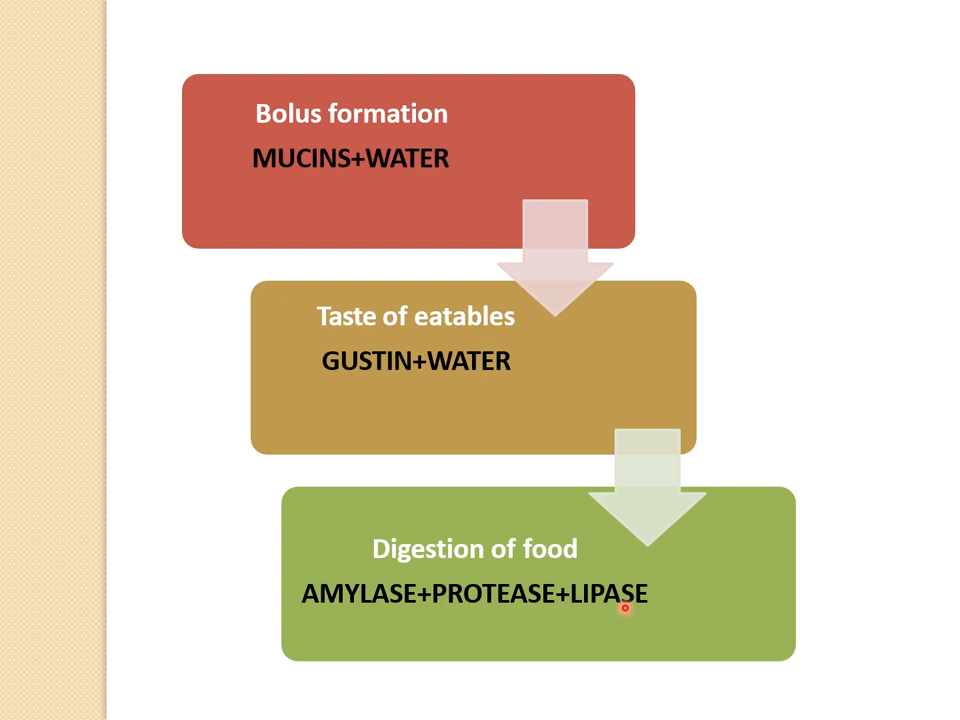 Bolus formation
MUCINS+WATER
Taste of eatables
GUSTIN+WATER
Digestion of food
AMYLASE+PROTEASE+LIPASE